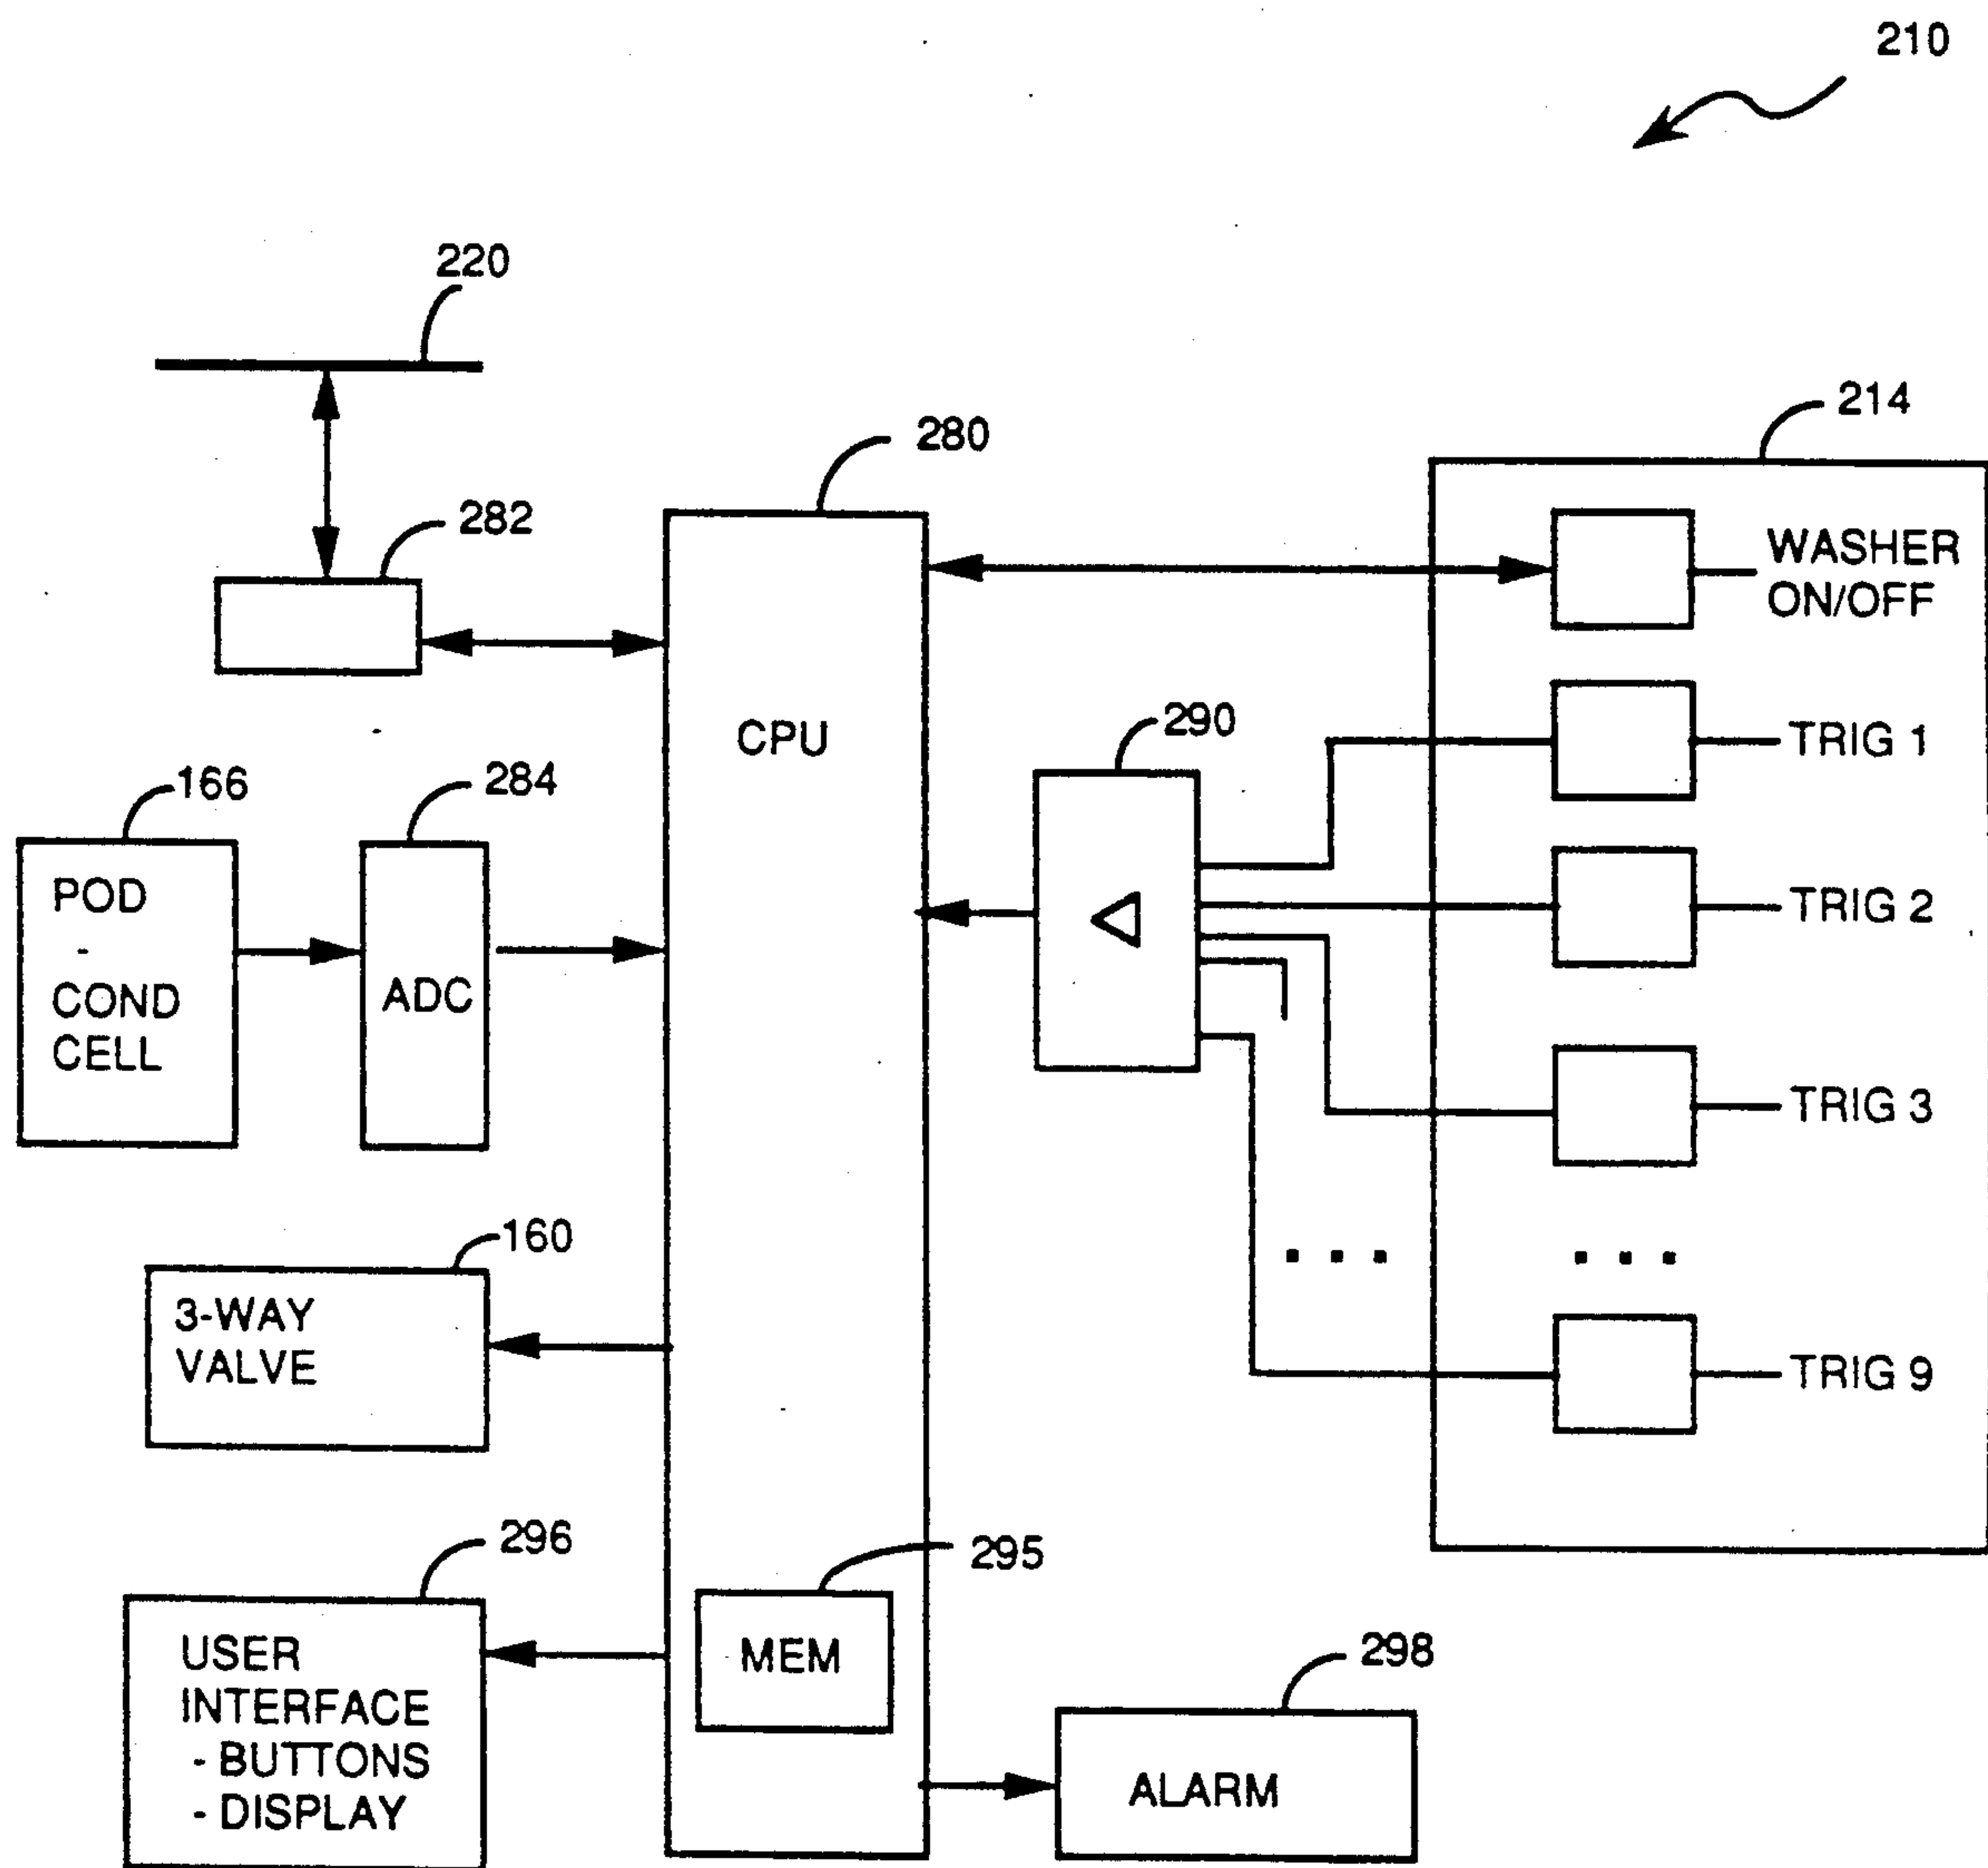 210
220
282
280
214
WASHER
ON/OFF
CPU
290
TRIG 1
166
284
POD
-
COND
CELL
ADC
TRIG 2
TRIG 3
160
3-WAY
VALVE
. . .
. . .
TRIG 9
296
295
USER
INTERFACE
- BUTTONS
- DISPLAY
MEM
298
ALARM